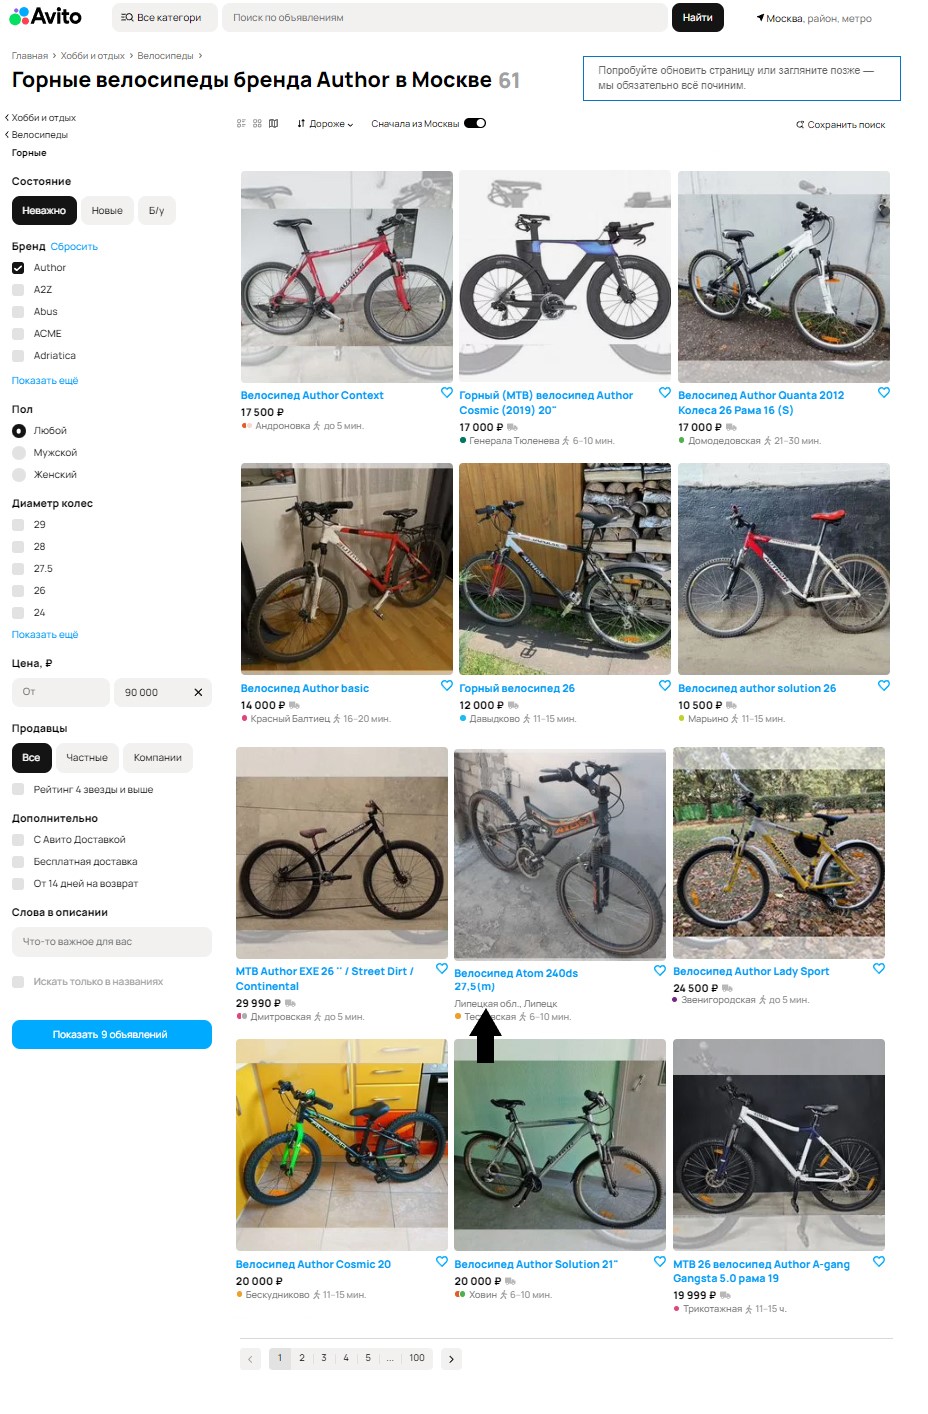 Avito
Все категори
Поиск по объявлениям
Найти
Москва, район, метро
Главная > Хобби и отдых > Велосипеды >
Горные велосипеды бренда Author в Москве 61
Попробуйте обновить страницу или загляните позже —
мы обязательно всё починим.
Хобби и отдых
Велосипеды
Горные
Дороже
Сначала из Москвы
Сохранить поиск
Состояние
Неважно
Новые
Б/у
Бренд Сбросить
Author
A2Z
Abus
ACME
Adriatica
Показать ещё
Пол
Любой
Мужской
Женский
Диаметр колес
29
28
27.5
26
24
Показать ещё
Цена, ₽
От
90 000
Продавцы
Все
Частные
Компании
Рейтинг 4 звезды и выше
Дополнительно
С Авито Доставкой
Бесплатная доставка
От 14 дней на возврат
Слова в описании
Что-то важное для вас
Искать только в названиях
Показать 9 объявлений
Велосипед Author Context
17 500 ₽
Андроновка до 5 мин.
Горный (MTB) велосипед Author
Cosmic (2019) 20"
17 000 ₽
Генерала Тюленева 6–10 мин.
Велосипед Author Quanta 2012
Колеса 26 Рама 16 (S)
17 000 ₽
Домодедовская 21–30 мин.
Велосипед Author basic
14 000 ₽
Красный Балтиец 16–20 мин.
Горный велосипед 26
12 000 ₽
Давыдково 11–15 мин.
Велосипед author solution 26
10 500 ₽
Марьино 11–15 мин.
MTB Author EXE 26 '' / Street Dirt /
Continental
29 990 ₽
Дмитровская до 5 мин.
Велосипед Atom 240ds
27,5(m)
Липецкая обл., Липецк
6–10 мин.
Велосипед Author Lady Sport
24 500 ₽
Звенигородская до 5 мин.
Велосипед Author Cosmic 20
20 000 ₽
Бескудниково 11–15 мин.
Велосипед Author Solution 21"
20 000 ₽
Ховин 6–10 мин.
MTB 26 велосипед Author A-gang
Gangsta 5.0 рама 19
19 999 ₽
Трикотажная 11–15 ч.
1 2 3 4 5 ... 100